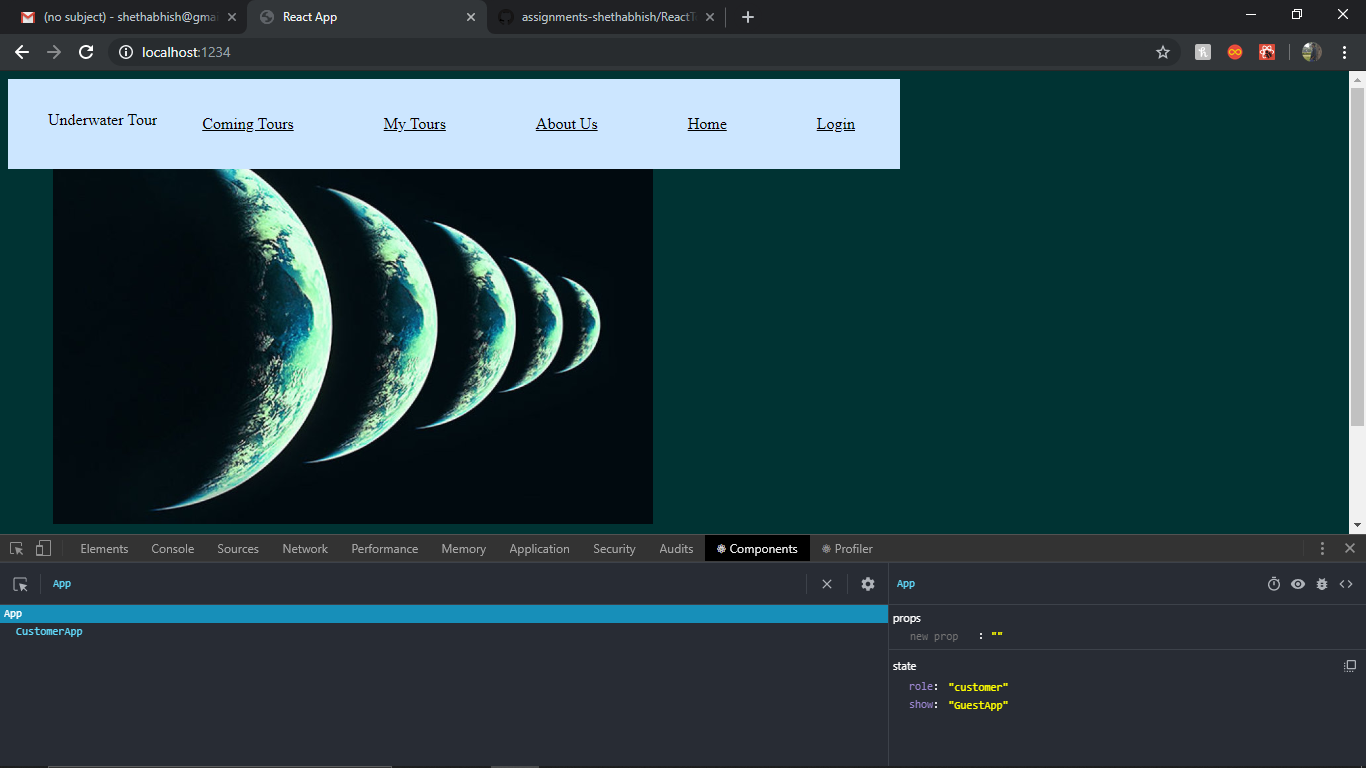 (no subject) - shethabhish@gma
React App
assignments-shethabhish/ReactT
localhost:1234
Underwater Tour
Coming Tours
My Tours
About Us
Home
Login
Elements
Console
Sources
Network
Performance
Memory
Application
Security
Audits
Components
Profiler
App
App
App
CustomerApp
props
new prop : ""
state
role: "customer"
show: "GuestApp"